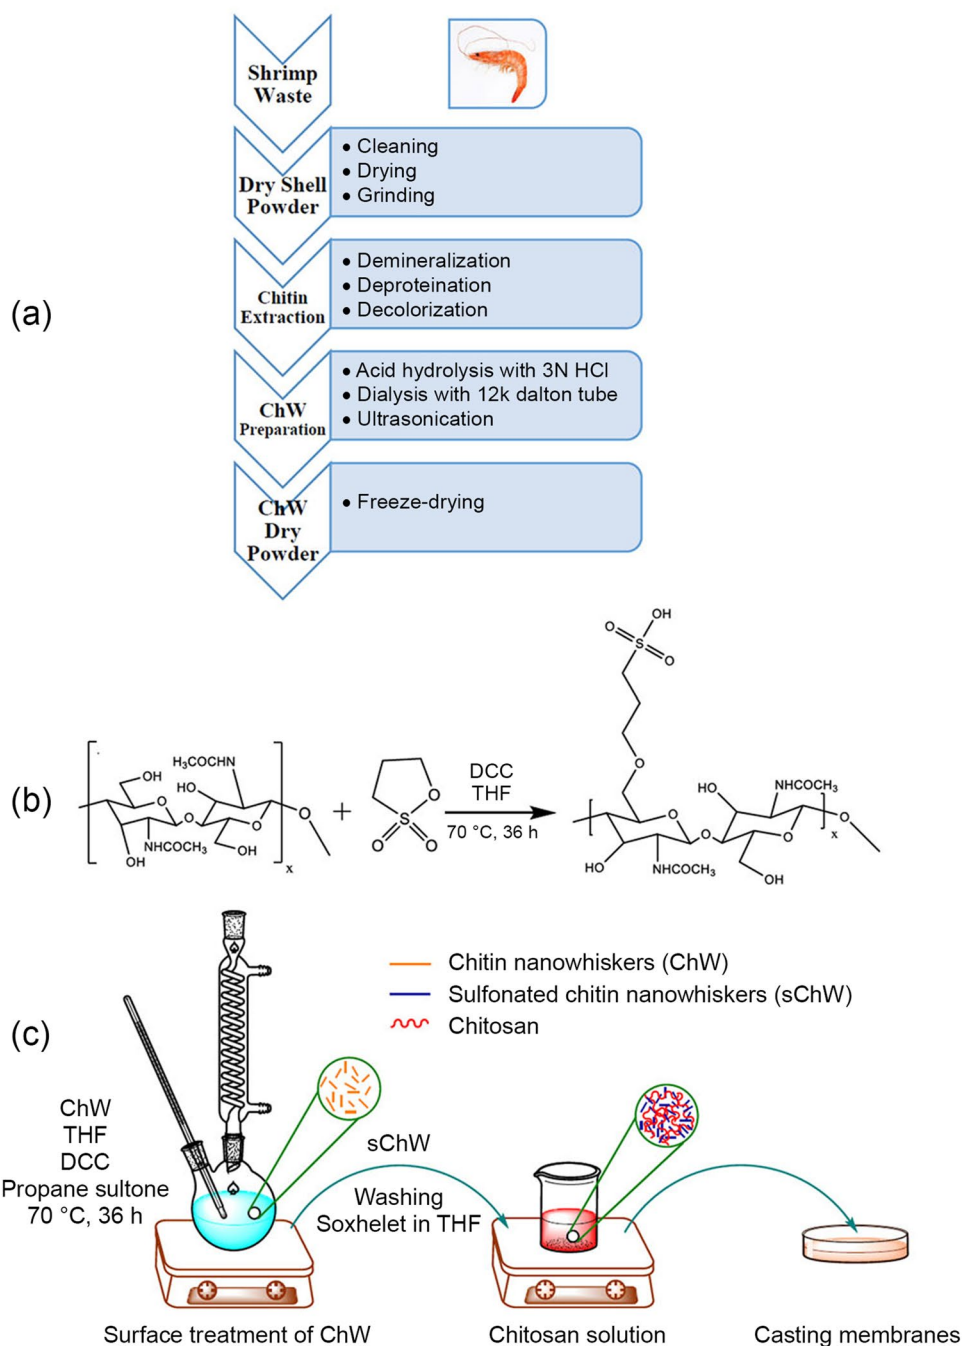 Shrimp
Waste
Dry Shell
Powder
• Cleaning
• Drying
• Grinding
Chitin
Extraction
• Demineralization
• Deproteination
• Decolorization
(a)
ChW
Preparation
• Acid hydrolysis with 3N HCl
• Dialysis with 12k dalton tube
• Ultrasonication
ChW
Dry
Powder
• Freeze-drying
(b)
H₃COCHN
OH
HO
O
O
O
O
NHCOCH₃
OH
OH
x
+
O
S
O
O
DCC
THF
70 °C, 36 h
OH
O
S
O
O
HO
NHCOCH₃
O
O
O
O
x
HO
NHCOCH₃
OH
(c)
Chitin nanowhiskers (ChW)
Sulfonated chitin nanowhiskers (sChW)
Chitosan
ChW
THF
DCC
Propane sultone
70 °C, 36 h
sChW
Washing
Soxhelet in THF
Surface treatment of ChW
Chitosan solution
Casting membranes